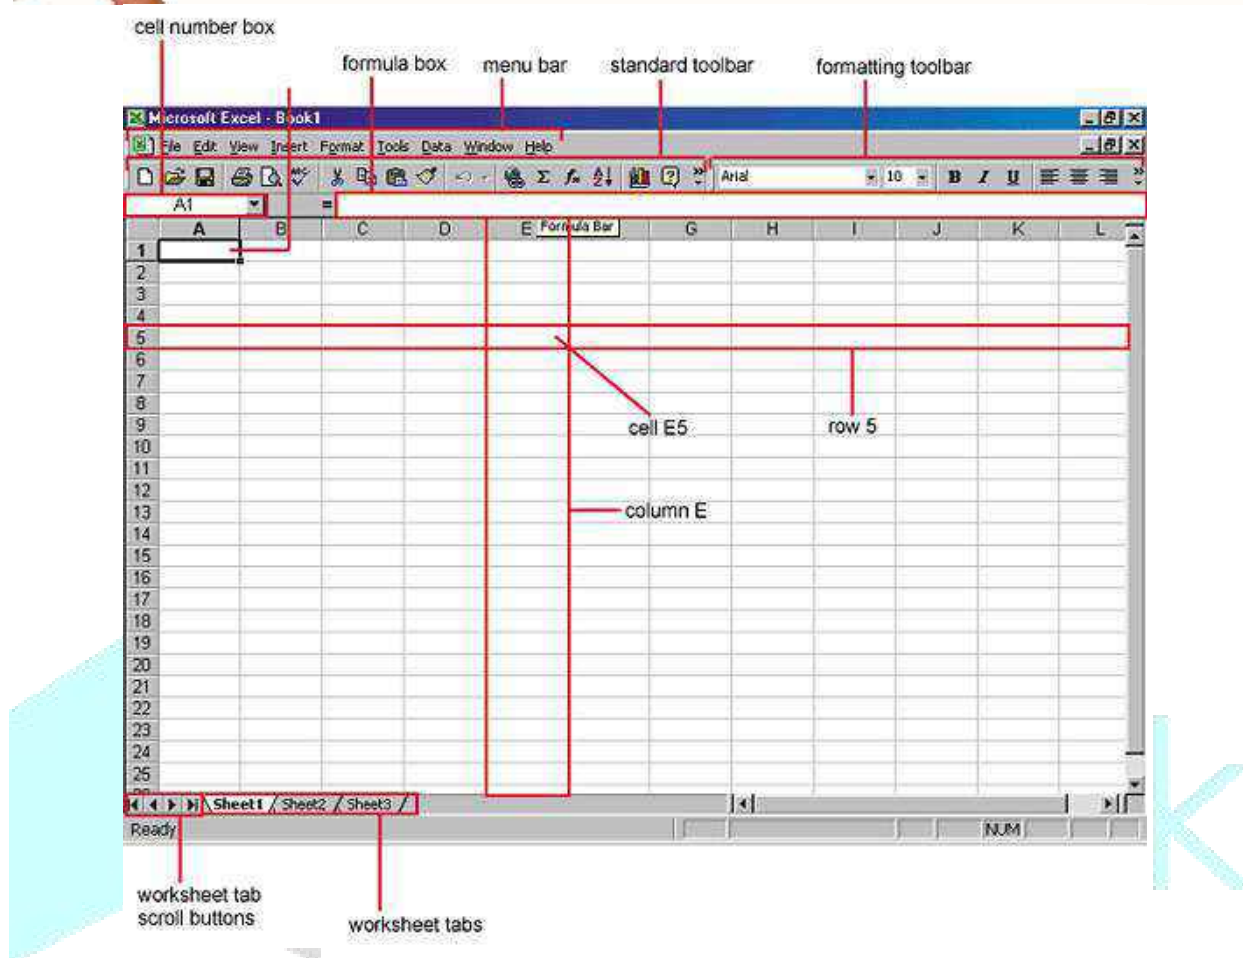 cell number box
formula box menu bar standard toolbar formatting toolbar
Microsoft Excel - Book1
File Edit View Insert Format Tools Data Window Help
Arial 10 B I U
A1 =
A B C D E Formula Bar G H I J K L
1
2
3
4
5
6
7
8
9
cell E5 row 5
10
11
12
13
column E
14
15
16
17
18
19
20
21
22
23
24
25
Sheet1 Sheet2 Sheet3
Ready NUM
worksheet tab
scroll buttons
worksheet tabs
k